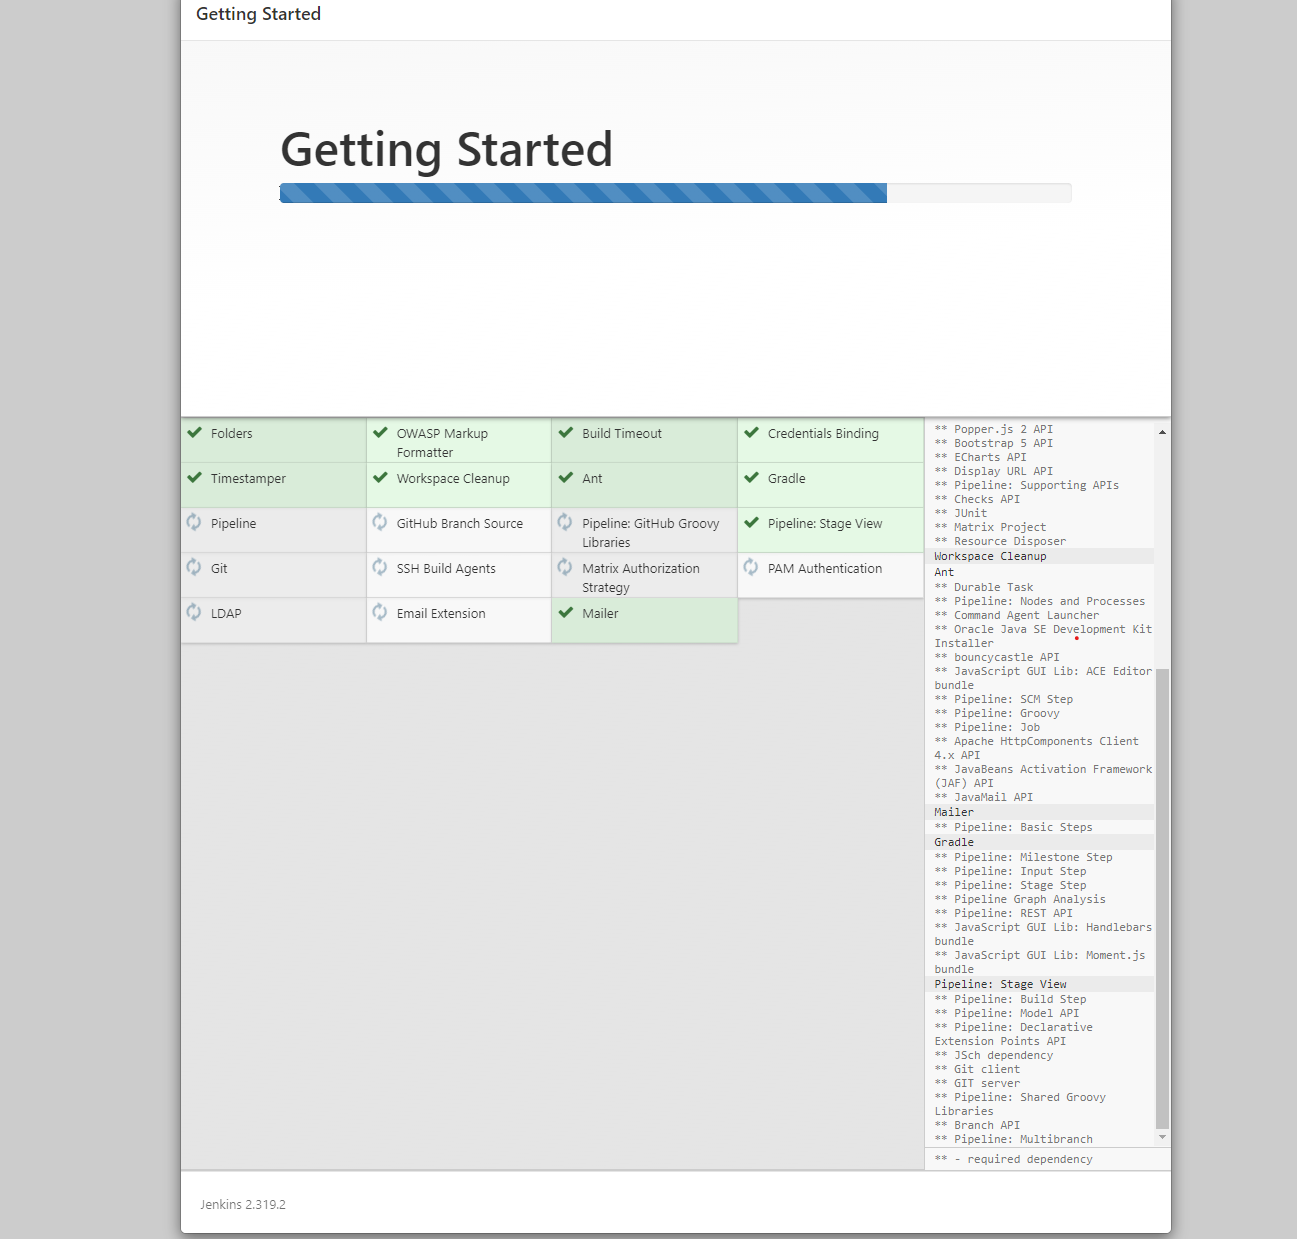 Getting Started
Getting Started
Folders
OWASP Markup
Formatter
Build Timeout
Credentials Binding
Timestamper
Workspace Cleanup
Ant
Gradle
Pipeline
GitHub Branch Source
Pipeline: GitHub Groovy
Libraries
Pipeline: Stage View
Git
SSH Build Agents
Matrix Authorization
Strategy
PAM Authentication
LDAP
Email Extension
Mailer
** Popper.js 2 API
** Bootstrap 5 API
** ECharts API
** Display URL API
** Pipeline: Supporting APIs
** Checks API
** JUnit
** Matrix Project
** Resource Disposer
Workspace Cleanup
Ant
** Durable Task
** Pipeline: Nodes and Processes
** Command Agent Launcher
** Oracle Java SE Development Kit
Installer
** bouncycastle API
** JavaScript GUI Lib: ACE Editor
bundle
** Pipeline: SCM Step
** Pipeline: Groovy
** Pipeline: Job
** Apache HttpComponents Client
4.x API
** JavaBeans Activation Framework
(JAF) API
** JavaMail API
Mailer
** Pipeline: Basic Steps
Gradle
** Pipeline: Milestone Step
** Pipeline: Input Step
** Pipeline: Stage Step
** Pipeline Graph Analysis
** Pipeline: REST API
** JavaScript GUI Lib: Handlebars
bundle
** JavaScript GUI Lib: Moment.js
bundle
Pipeline: Stage View
** Pipeline: Build Step
** Pipeline: Model API
** Pipeline: Declarative
Extension Points API
** JSch dependency
** Git client
** GIT server
** Pipeline: Shared Groovy
Libraries
** Branch API
** Pipeline: Multibranch
** - required dependency
Jenkins 2.319.2